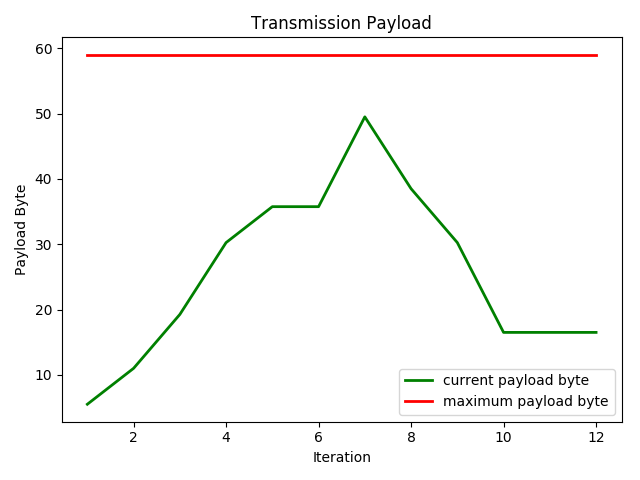 Transmission Payload
60
50
40
30
20
10
Payload Byte
current payload byte
maximum payload byte
2 4 6 8 10 12
Iteration